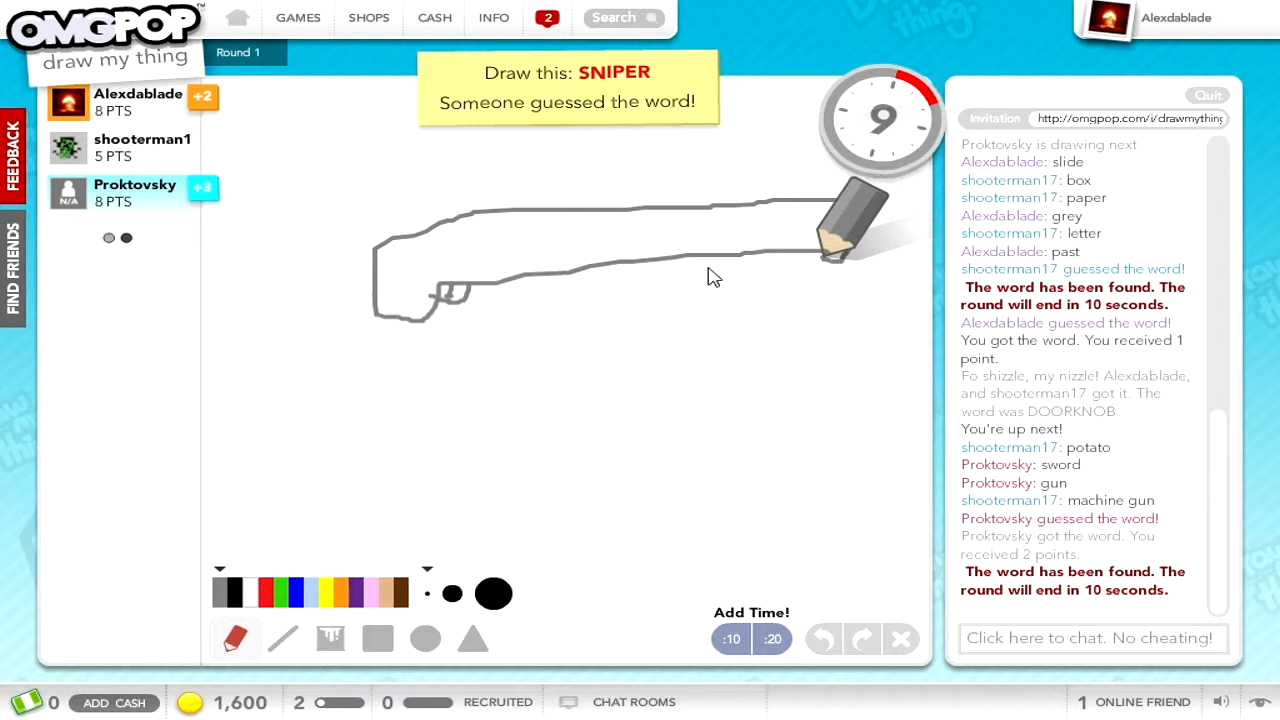 OMGPOP™
draw my thing
GAMES SHOPS CASH INFO 2 Search
Alexdablade
Round 1
Alexdablade +2
8 PTS
shooterman1
5 PTS
Proktovsky +3
8 PTS
N/A
FEEDBACK
FIND FRIENDS
Draw this: SNIPER
Someone guessed the word!
9
Quit
Invitation http://omgpop.com/i/drawmything
Proktovsky is drawing next
Alexdablade: slide
shooterman17: box
shooterman17: paper
Alexdablade: grey
shooterman17: letter
Alexdablade: past
shooterman17 guessed the word!
The word has been found. The
round will end in 10 seconds.
Alexdablade guessed the word!
You got the word. You received 1
point.
Fo shizzle, my nizzle! Alexdablade,
and shooterman17 got it. The
word was DOORKNOB
You're up next!
shooterman17: potato
Proktovsky: sword
Proktovsky: gun
shooterman17: machine gun
Proktovsky guessed the word!
Proktovsky got the word. You
received 2 points.
The word has been found. The
round will end in 10 seconds.
Click here to chat. No cheating!
Add Time!
:10 :20
0 ADD CASH 1,600 2 0 RECRUITED CHAT ROOMS 1 ONLINE FRIEND